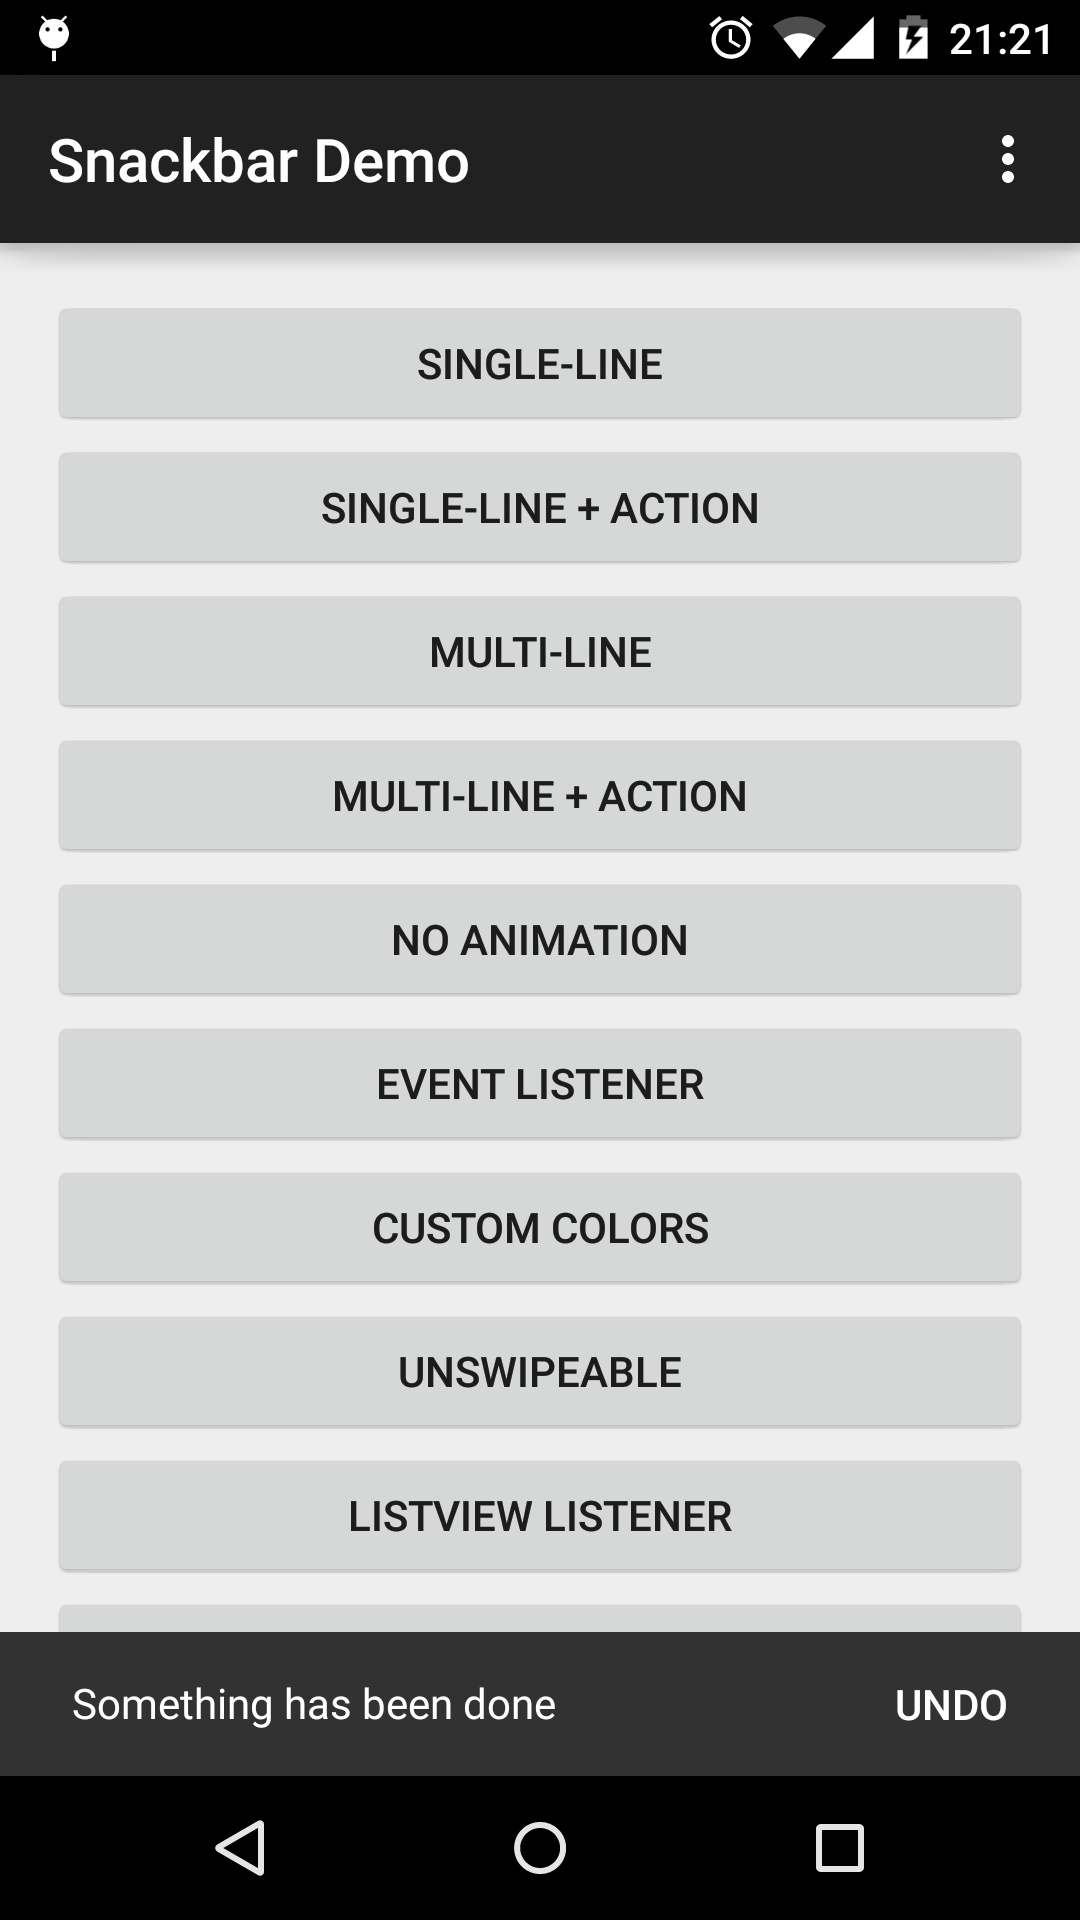 21:21
Snackbar Demo
SINGLE-LINE
SINGLE-LINE + ACTION
MULTI-LINE
MULTI-LINE + ACTION
NO ANIMATION
EVENT LISTENER
CUSTOM COLORS
UNSWIPEABLE
LISTVIEW LISTENER
Something has been done UNDO